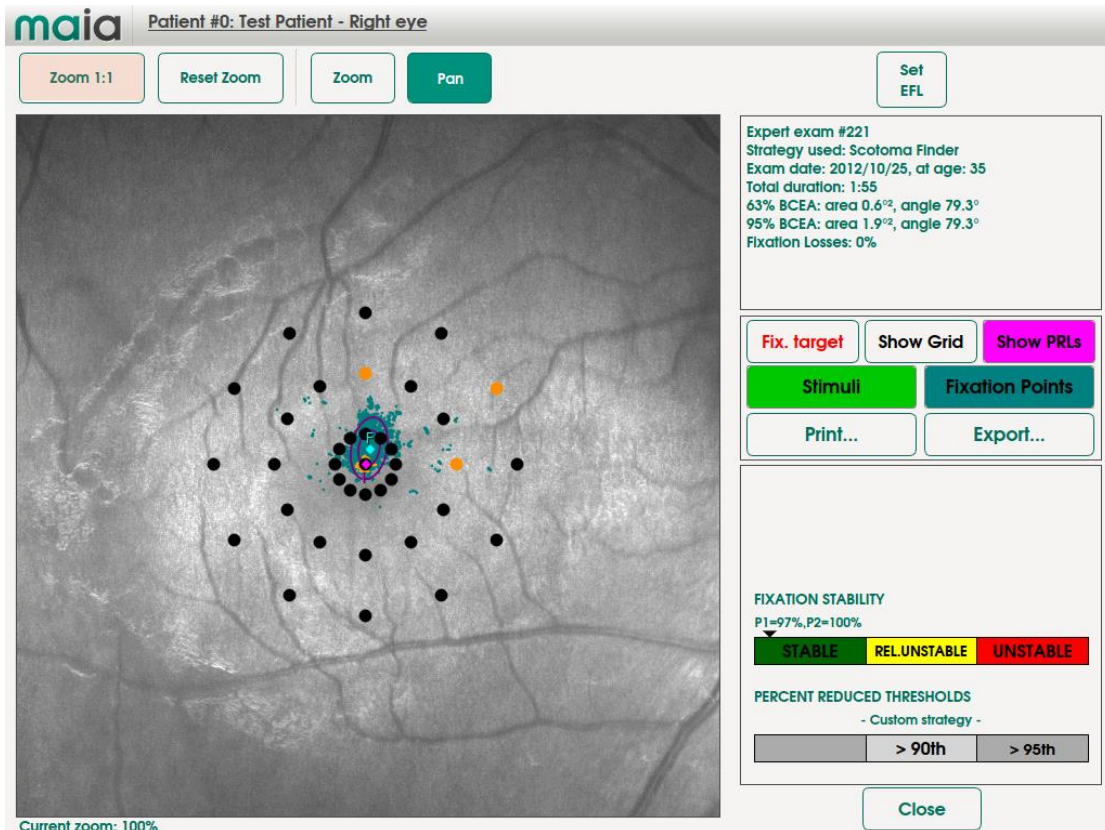 maia Patient #0: Test Patient - Right eye
Zoom 1:1
Reset Zoom
Zoom
Pan
Set
EFL
Expert exam #221
Strategy used: Scotoma Finder
Exam date: 2012/10/25, at age: 35
Total duration: 1:55
63% BCEA: area 0.6°², angle 79.3°
95% BCEA: area 1.9°², angle 79.3°
Fixation Losses: 0%
Fix. target
Show Grid
Show PRLs
Stimuli
Fixation Points
Print...
Export...
F
FIXATION STABILITY
P1=97%,P2=100%
STABLE
REL.UNSTABLE
UNSTABLE
PERCENT REDUCED THRESHOLDS
- Custom strategy -
> 90th
> 95th
Close
Current zoom: 100%